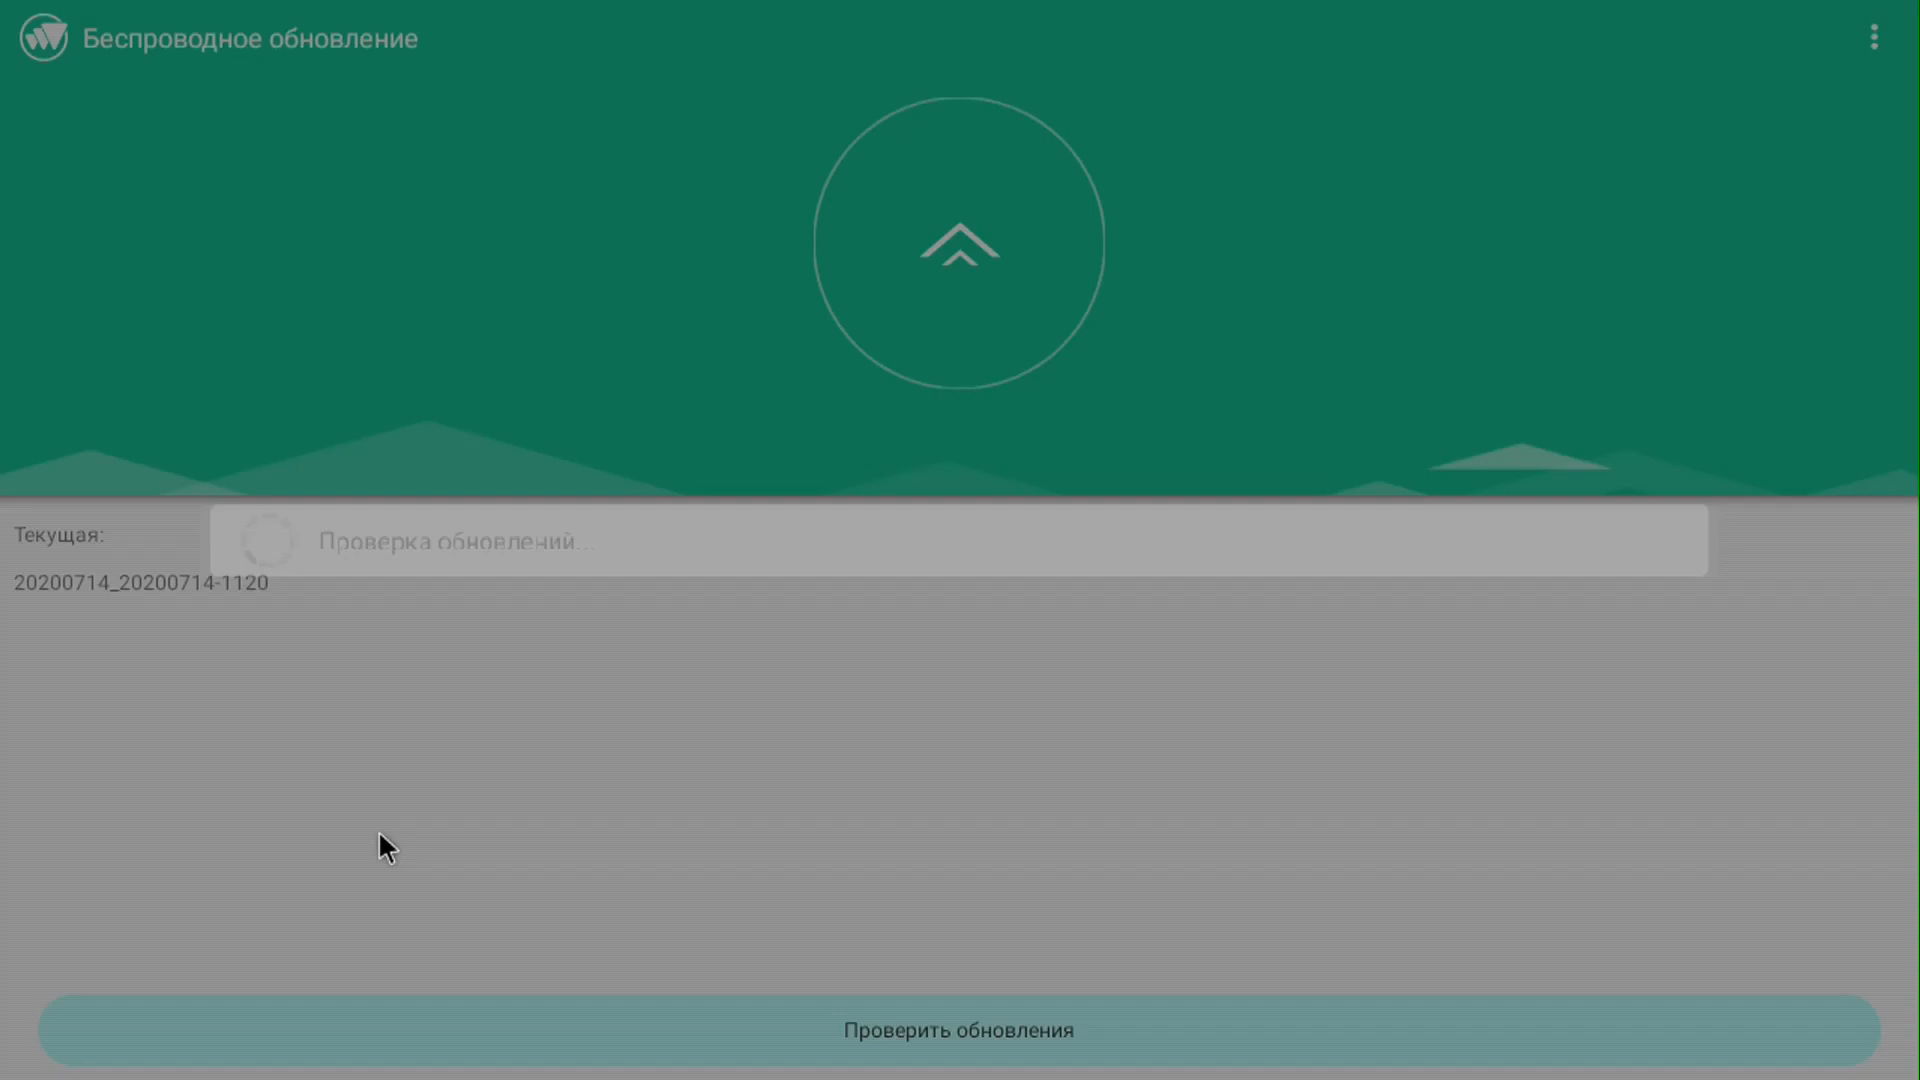 Беспроводное обновление
Текущая:
Проверка обновлений...
20200714_20200714-1120
Проверить обновления